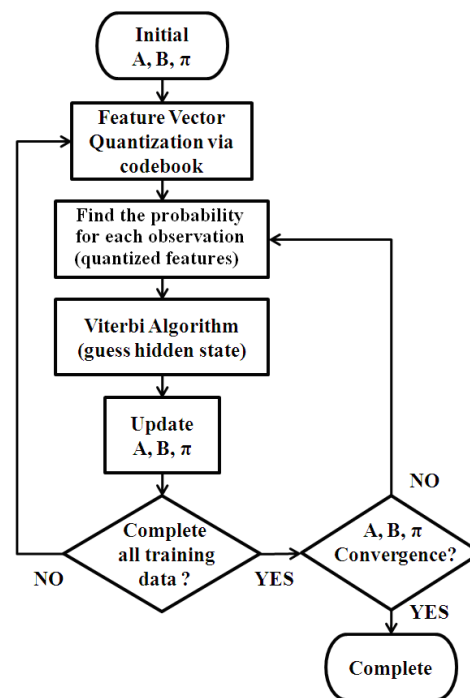 Initial
A, B, π
Feature Vector
Quantization via
codebook
Find the probability
for each observation
(quantized features)
Viterbi Algorithm
(guess hidden state)
Update
A, B, π
Complete
all training
data ?
NO
YES
A, B, π
Convergence?
NO
YES
Complete